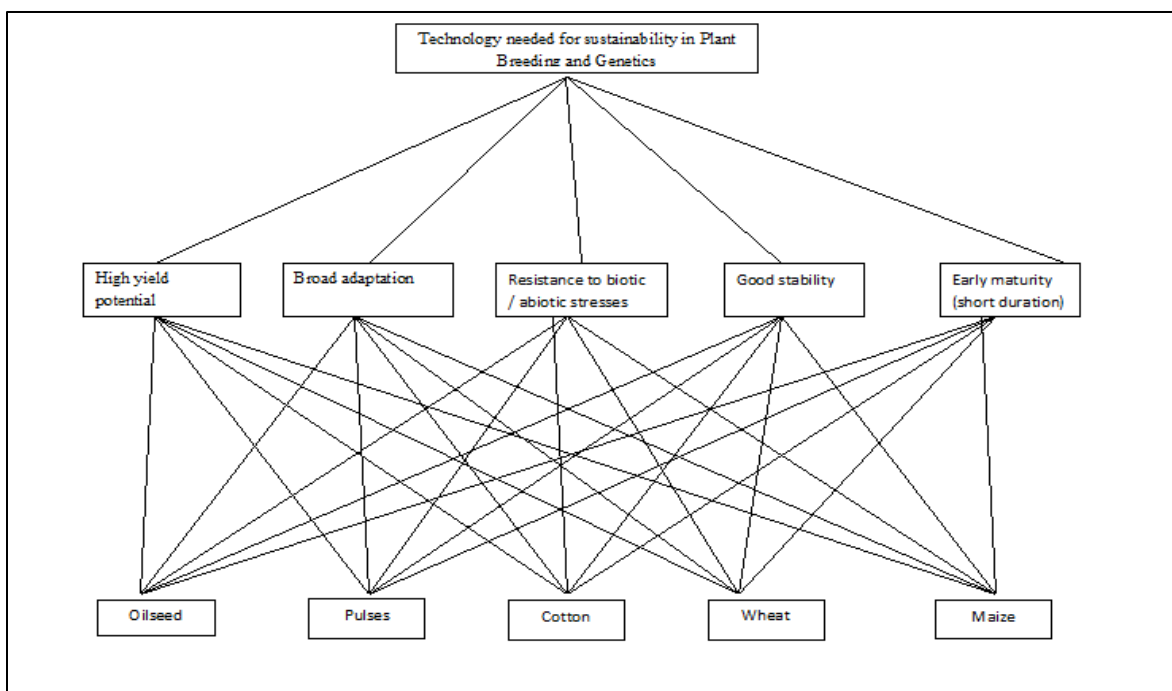 Technology needed for sustainability in Plant
Breeding and Genetics
High yield
potential
Broad adaptation
Resistance to biotic
/ abiotic stresses
Good stability
Early maturity
(short duration)
Oilseed
Pulses
Cotton
Wheat
Maize